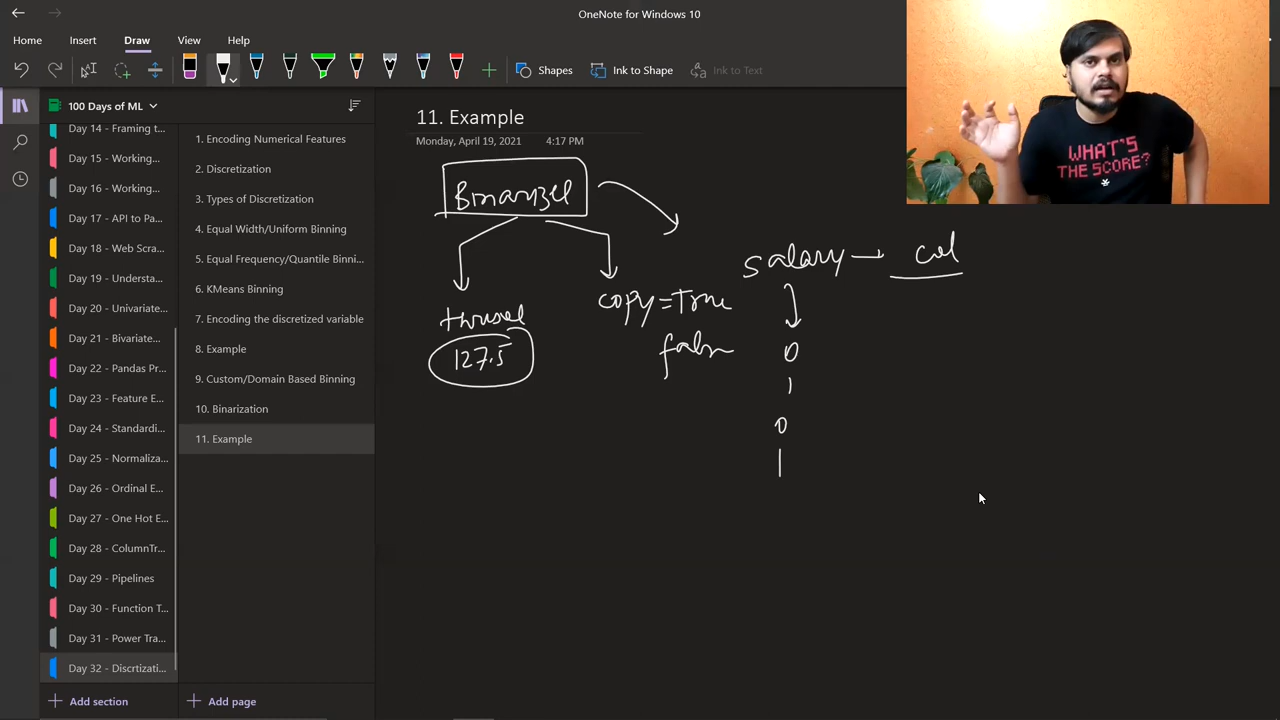 OneNote for Windows 10
Home Insert Draw View Help
Shapes Ink to Shape Ink to Text
100 Days of ML
Day 14 - Framing t...
Day 15 - Working...
Day 16 - Working...
Day 17 - API to Pa...
Day 18 - Web Scra...
Day 19 - Understa...
Day 20 - Univariate...
Day 21 - Bivariate...
Day 22 - Pandas Pr...
Day 23 - Feature E...
Day 24 - Standardi...
Day 25 - Normaliza...
Day 26 - Ordinal E...
Day 27 - One Hot E...
Day 28 - ColumnTr...
Day 29 - Pipelines
Day 30 - Function T...
Day 31 - Power Tra...
Day 32 - Discrtizati...
Add section
1. Encoding Numerical Features
2. Discretization
3. Types of Discretization
4. Equal Width/Uniform Binning
5. Equal Frequency/Quantile Binni...
6. KMeans Binning
7. Encoding the discretized variable
8. Example
9. Custom/Domain Based Binning
10. Binarization
11. Example
Add page
11. Example
Monday, April 19, 2021 4:17 PM
Binarizer
127.5
copy=True
salary col
0
1
0
1
WHAT'S
THE SCORE?